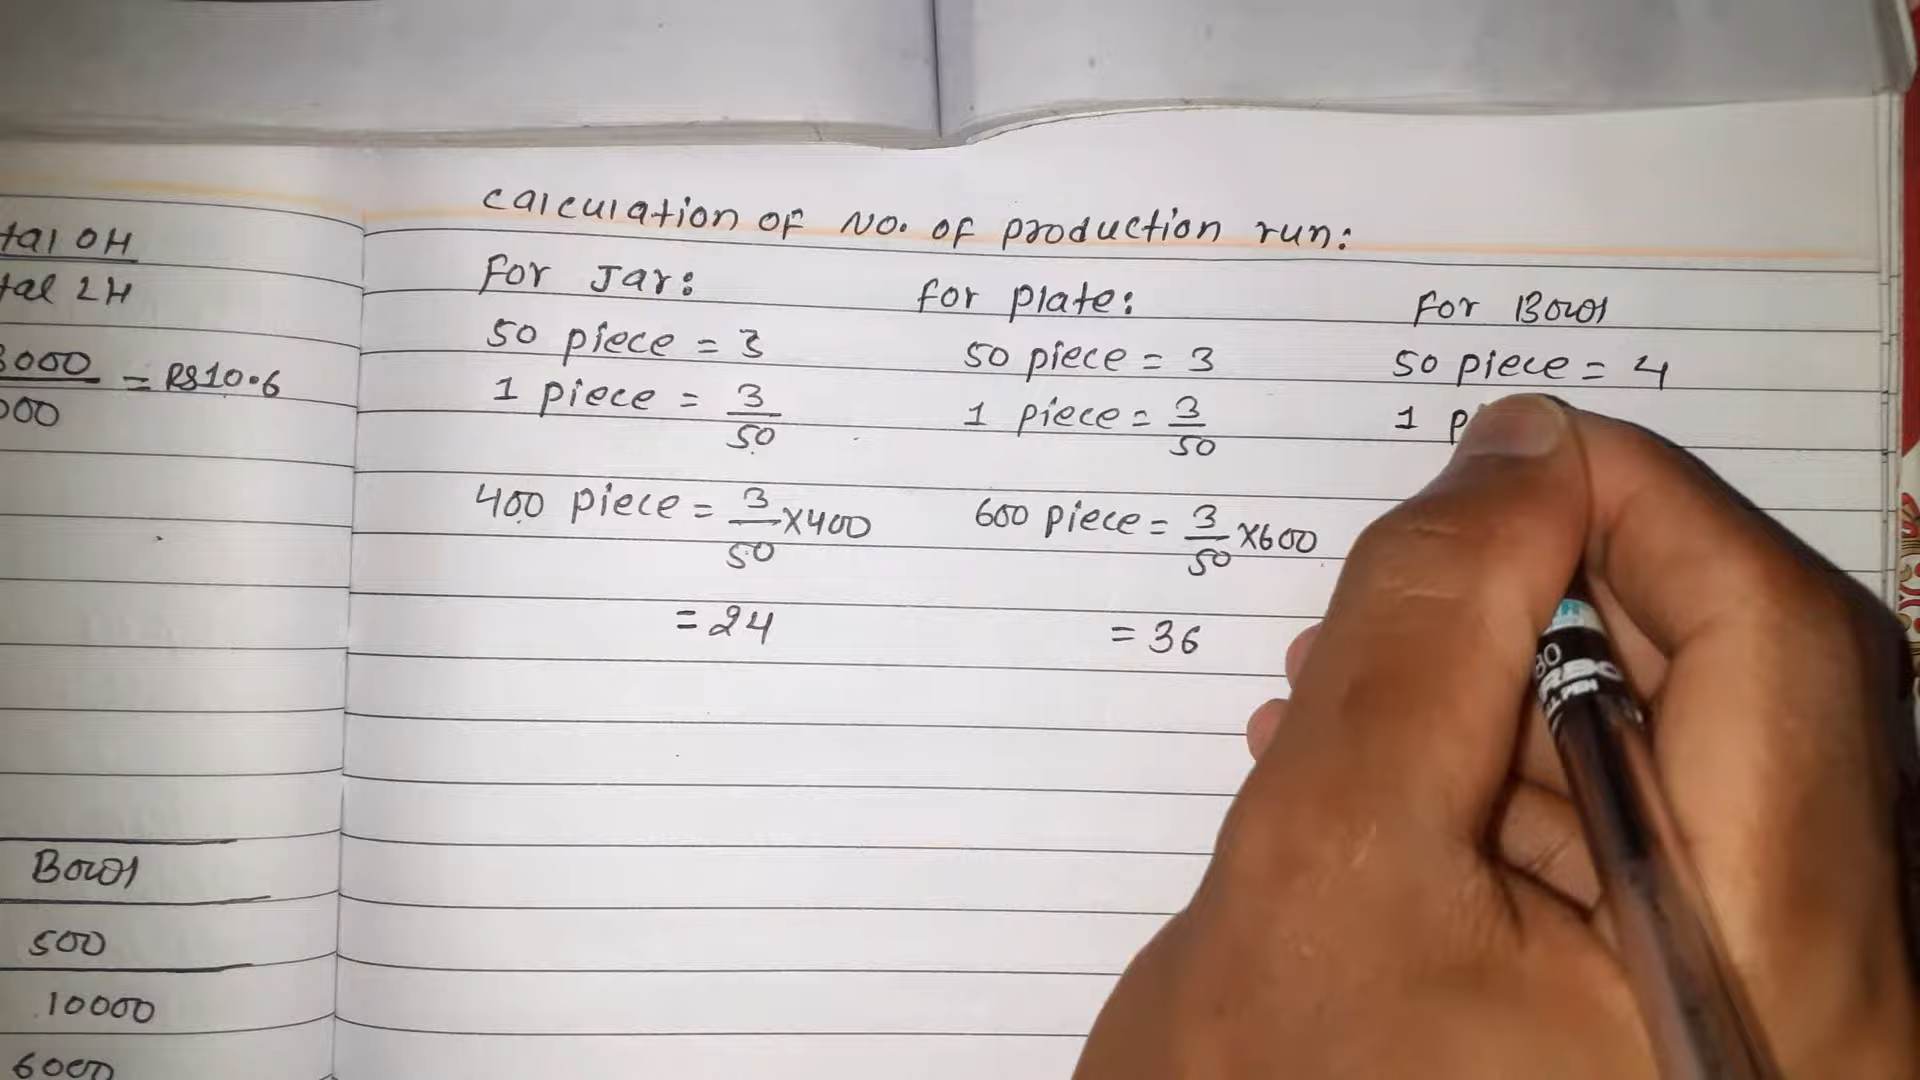 calculation of No. of production run:
tal OH
tal LH
3000
000
= RS10.6
For Jar:
50 piece = 3
1 piece = 3/50
400 piece = 3/50 x400
= 24
for plate:
50 piece = 3
1 piece = 3/50
600 piece = 3/50 x600
= 36
For Bowl
50 piece = 4
1 p
Bowl
500
10000
6000